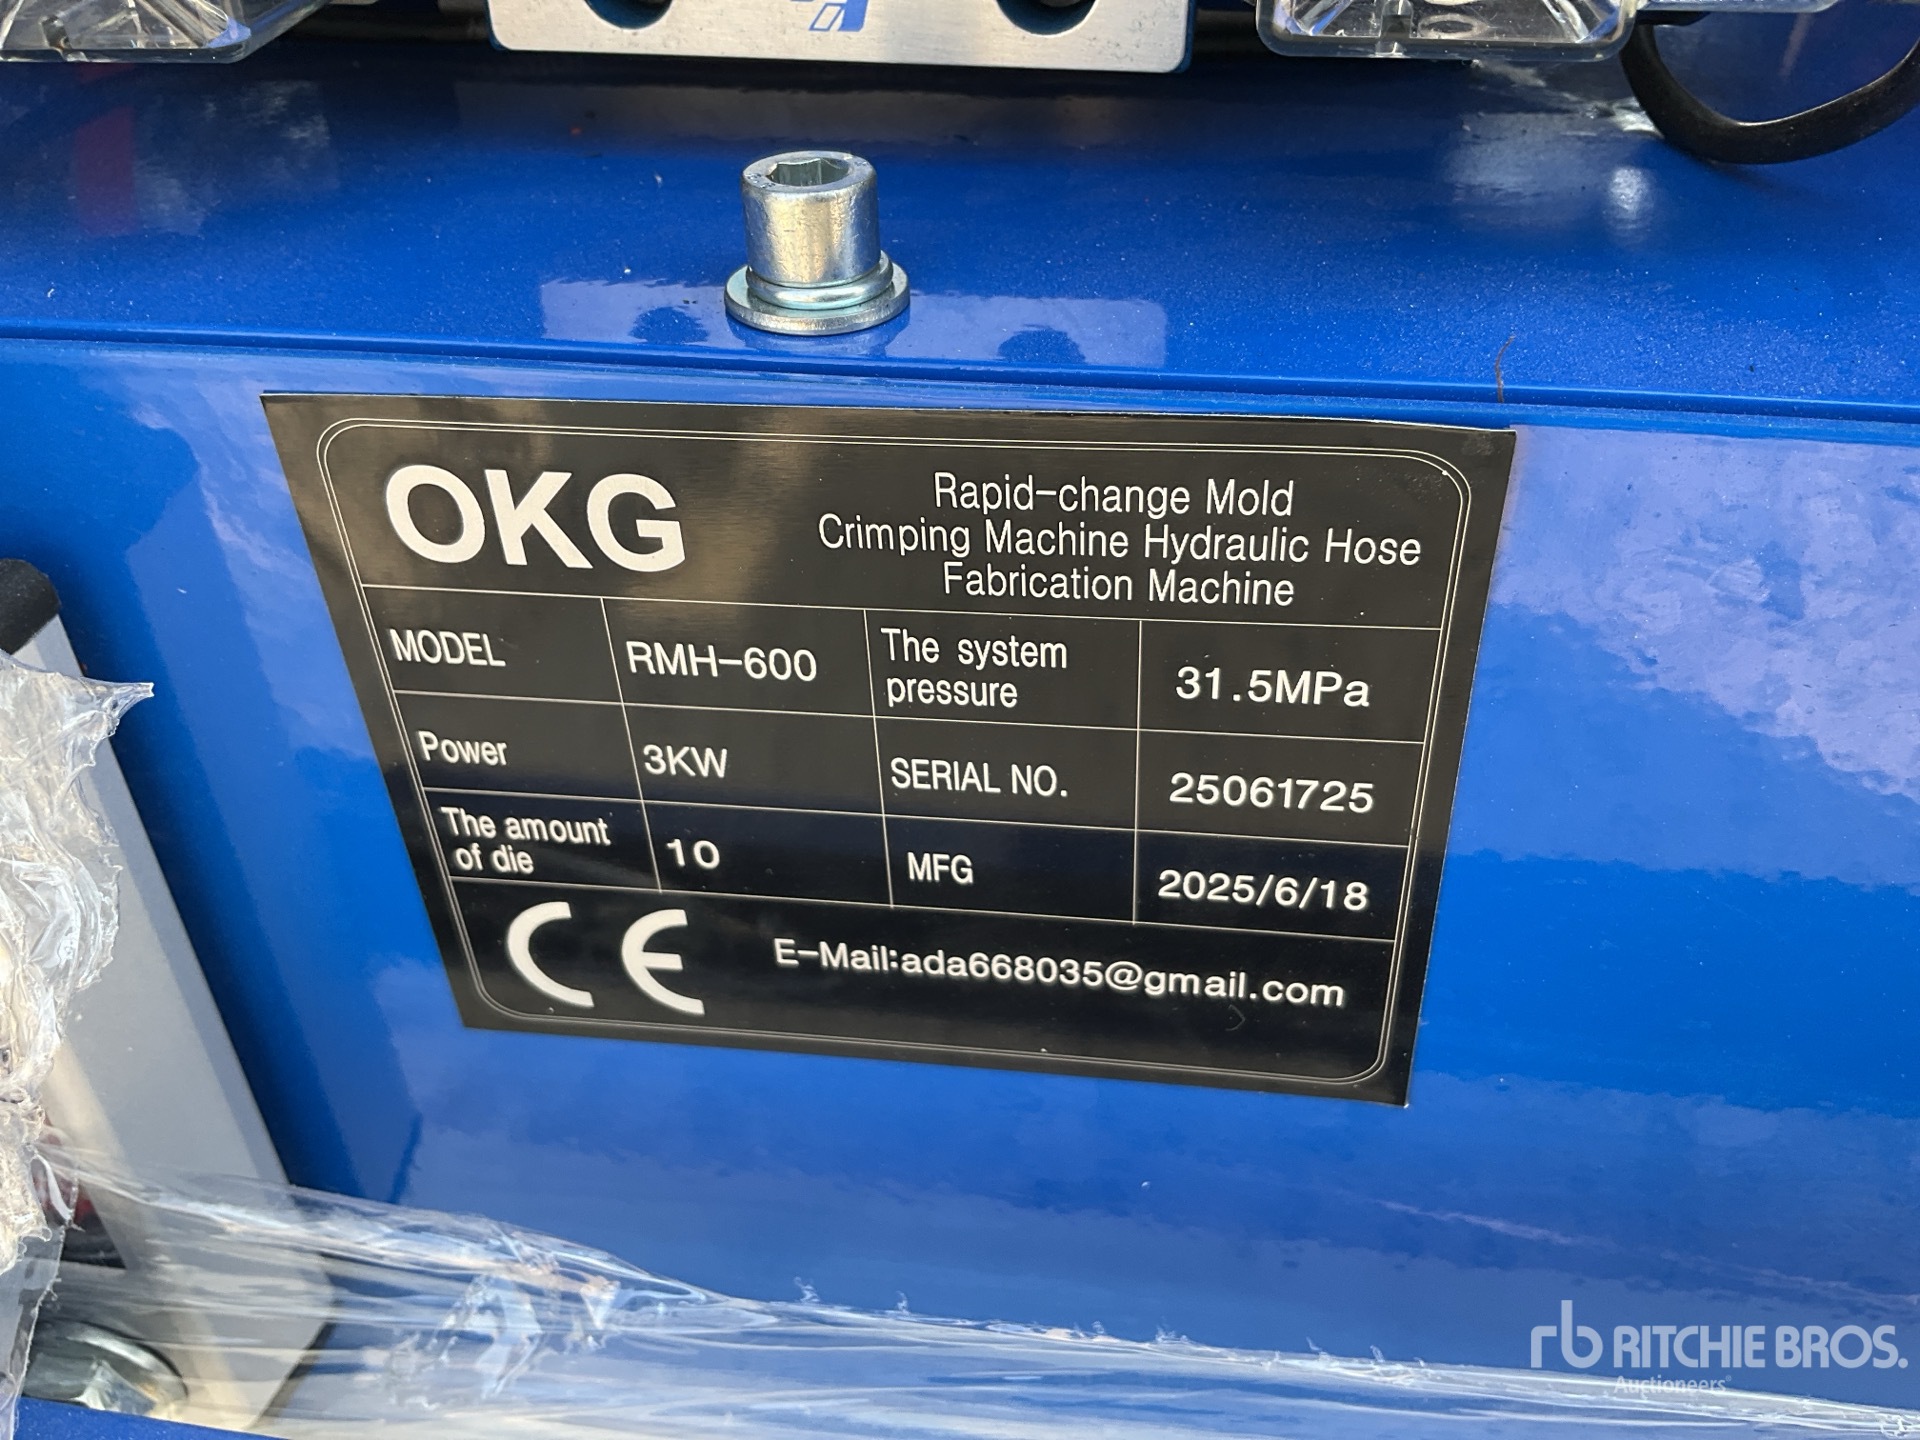 OKG
Rapid-change Mold
Crimping Machine Hydraulic Hose
Fabrication Machine
MODEL RMH-600 The system pressure 31.5MPa
Power 3KW SERIAL NO. 25061725
The amount of die 10 MFG 2025/6/18
CE E-Mail:ada668035@gmail.com
rb RITCHIE BROS.
Auctioneers